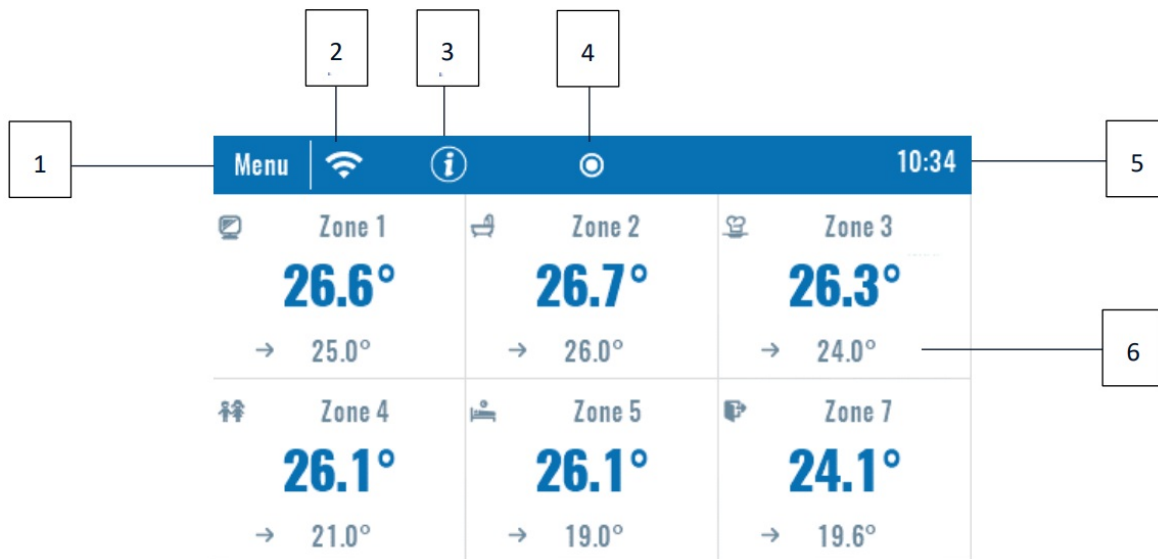 2 3 4
1 Menu 10:34 5
Zone 1 Zone 2 Zone 3
26.6° 26.7° 26.3°
→ 25.0° → 26.0° → 24.0° 6
Zone 4 Zone 5 Zone 7
26.1° 26.1° 24.1°
→ 21.0° → 19.0° → 19.6°